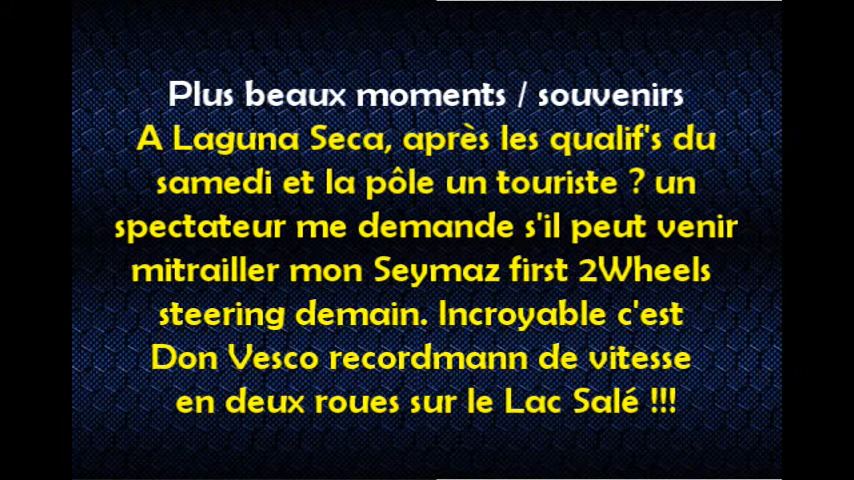 Plus beaux moments / souvenirs
A Laguna Seca, après les qualif's du
samedi et la pôle un touriste ? un
spectateur me demande s'il peut venir
mitrailler mon Seymaz first 2Wheels
steering demain. Incroyable c'est
Don Vesco recordmann de vitesse
en deux roues sur le Lac Salé !!!